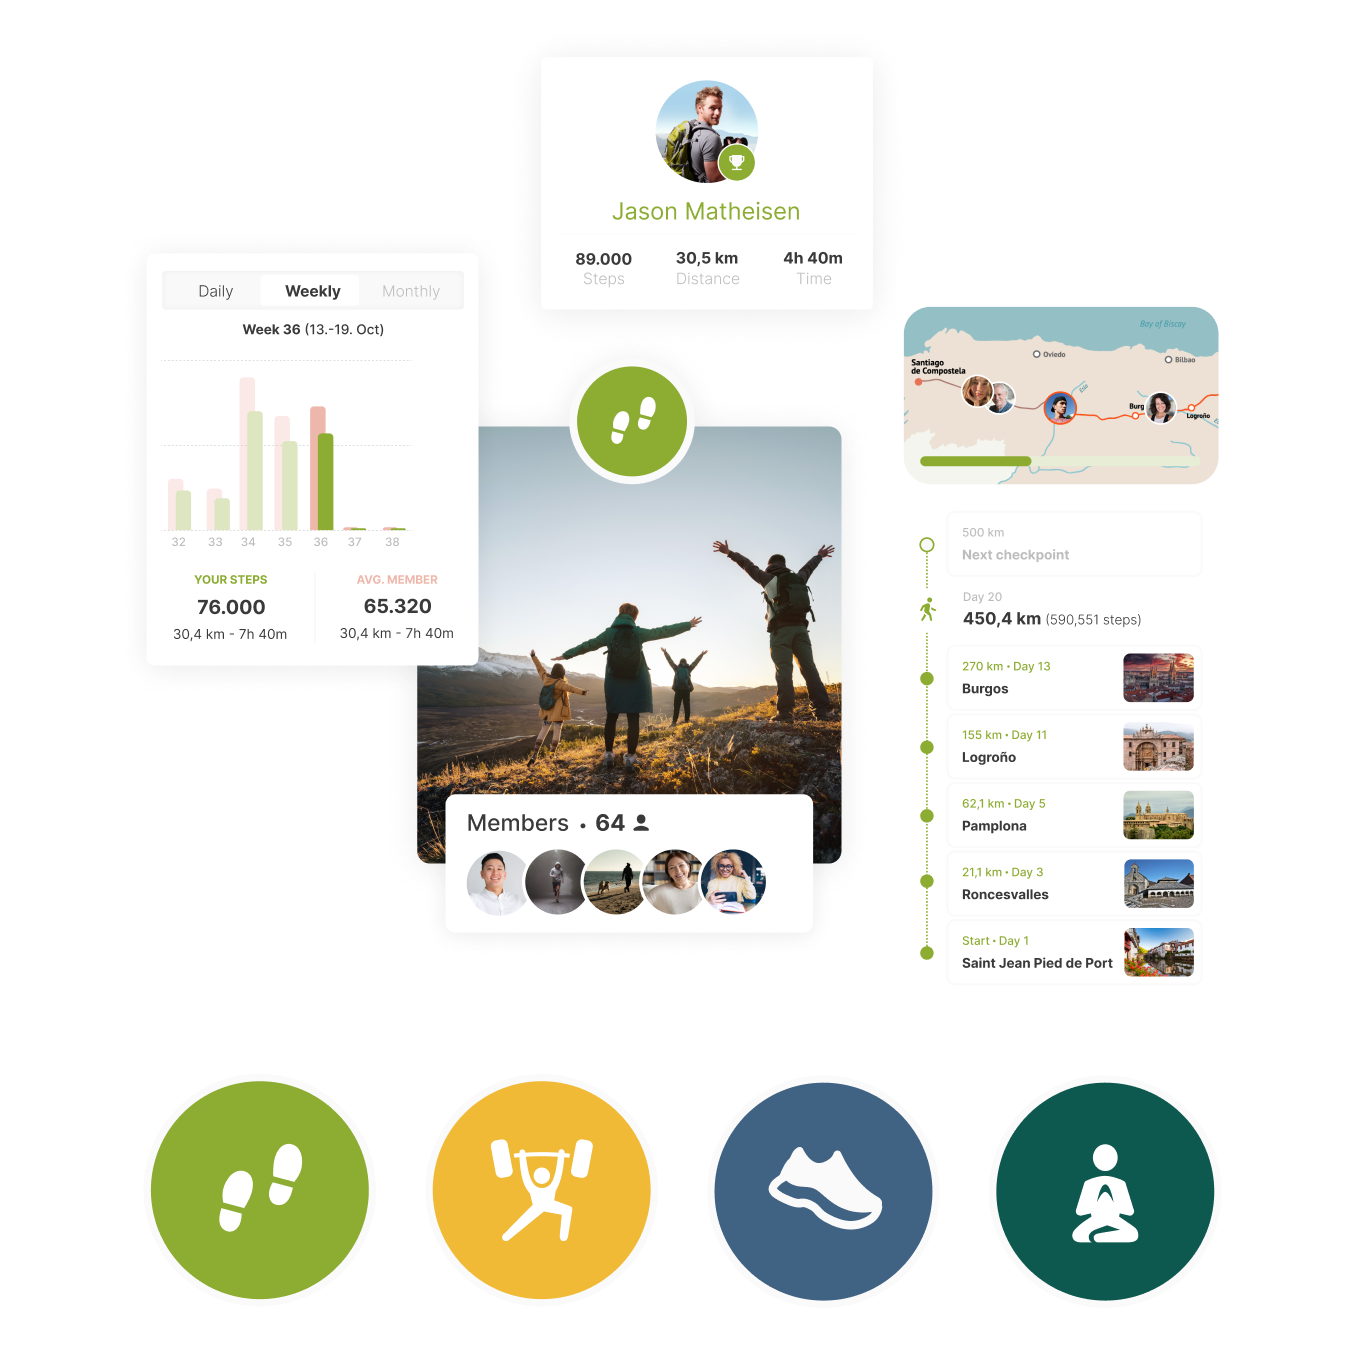 Jason Matheisen
89.000 30,5 km 4h 40m
Steps Distance Time
Daily Weekly Monthly
Week 36 (13.-19. Oct)
32 33 34 35 36 37 38
YOUR STEPS AVG. MEMBER
76.000 65.320
30,4 km - 7h 40m 30,4 km - 7h 40m
Members • 64
Bay of Biscay
Oviedo
Bilbao
Santiago
de Compostela
Esla
Burg
Logroño
500 km
Next checkpoint
Day 20
450,4 km (590,551 steps)
270 km • Day 13
Burgos
155 km • Day 11
Logroño
62,1 km • Day 5
Pamplona
21,1 km • Day 3
Roncesvalles
Start • Day 1
Saint Jean Pied de Port